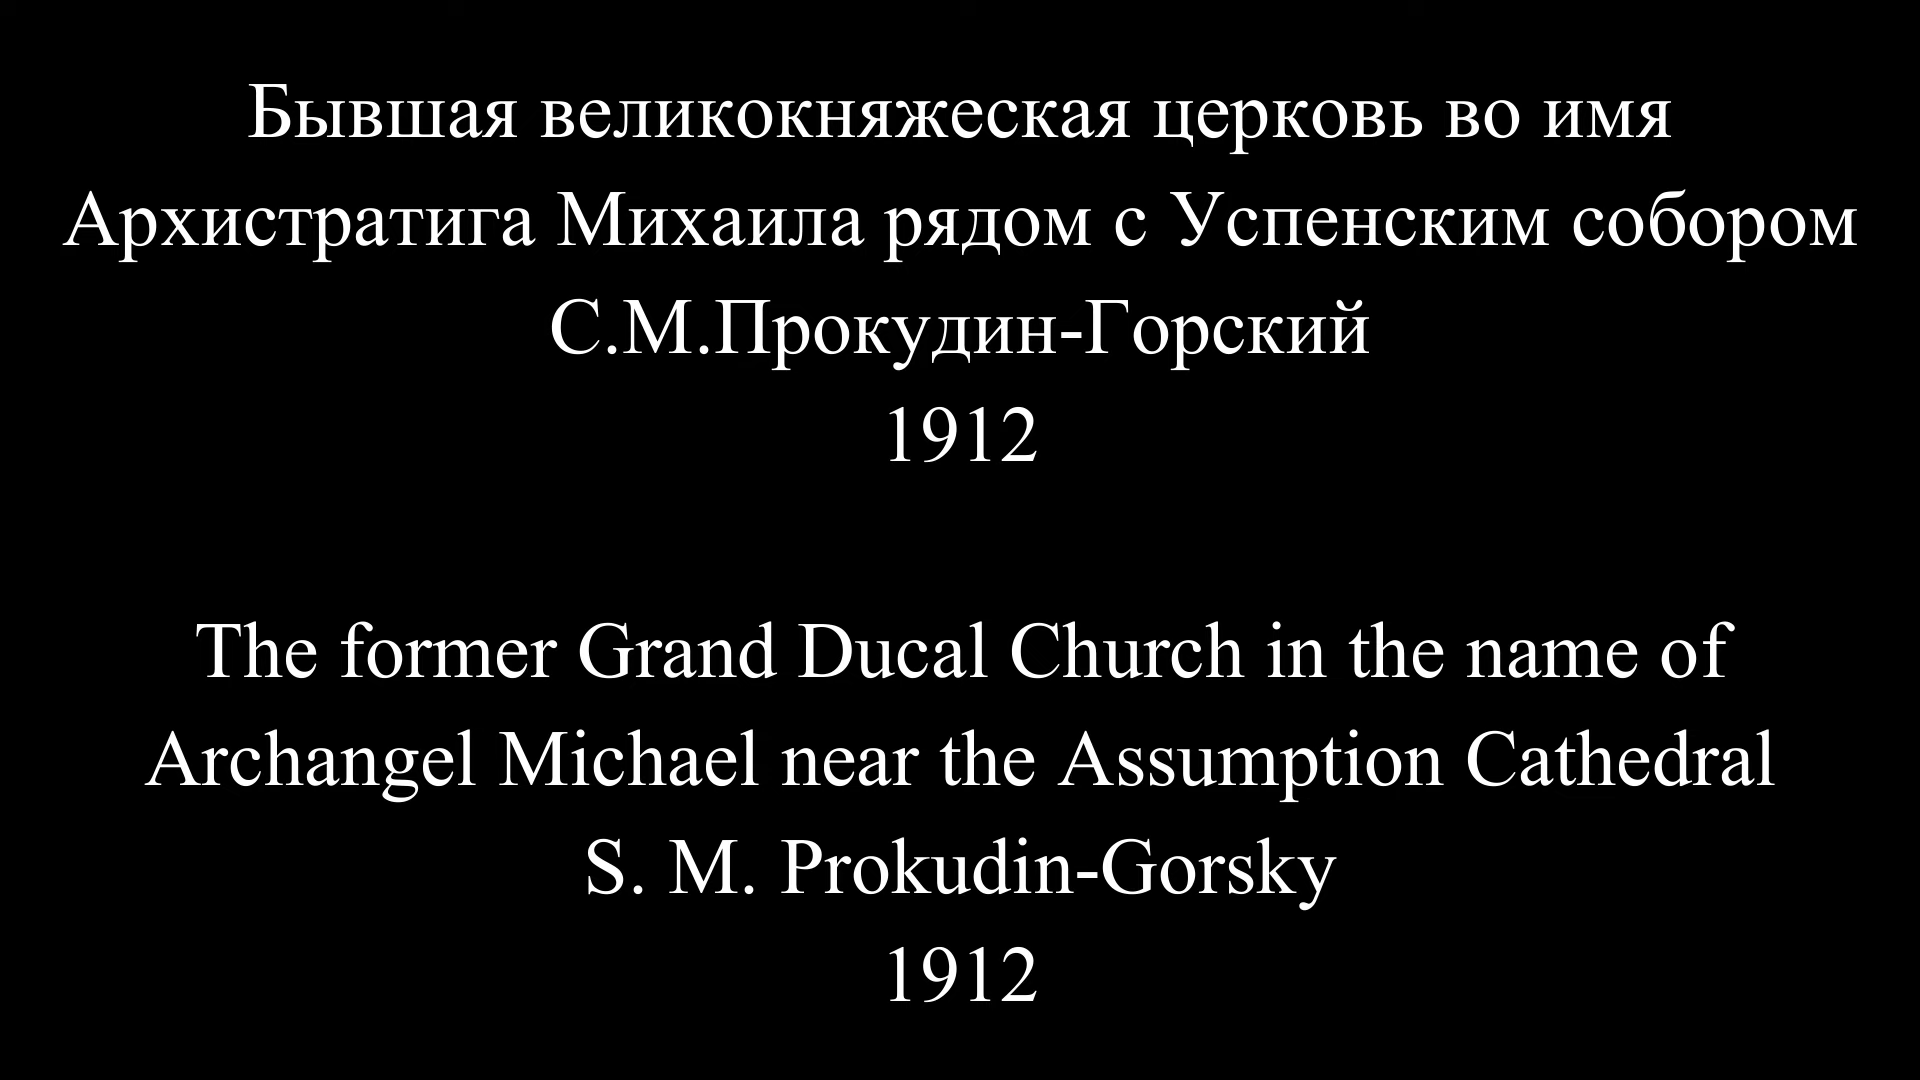 Бывшая великокняжеская церковь во имя
Архистратига Михаила рядом с Успенским собором
С.М.Прокудин-Горский
1912
The former Grand Ducal Church in the name of
Archangel Michael near the Assumption Cathedral
S. M. Prokudin-Gorsky
1912